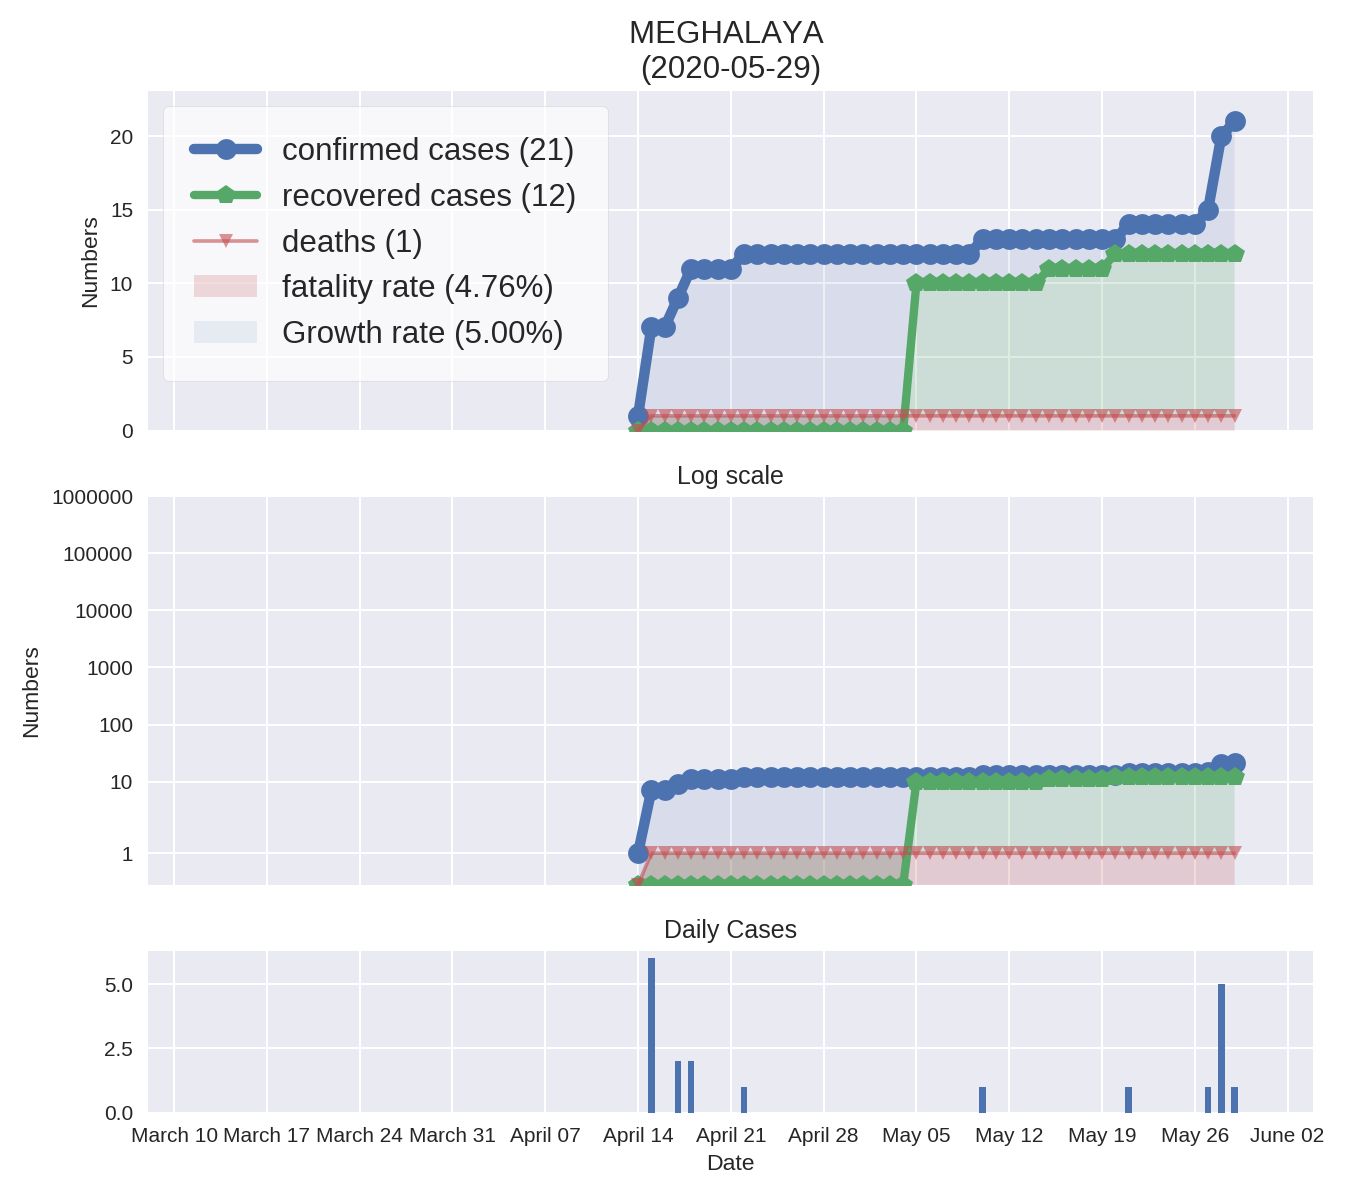 MEGHALAYA
(2020-05-29)
Numbers
20
15
10
5
0
confirmed cases (21)
recovered cases (12)
deaths (1)
fatality rate (4.76%)
Growth rate (5.00%)
Log scale
Numbers
1000000
100000
10000
1000
100
10
1
Daily Cases
5.0
2.5
0.0
March 10 March 17 March 24 March 31 April 07 April 14 April 21 April 28 May 05 May 12 May 19 May 26 June 02
Date